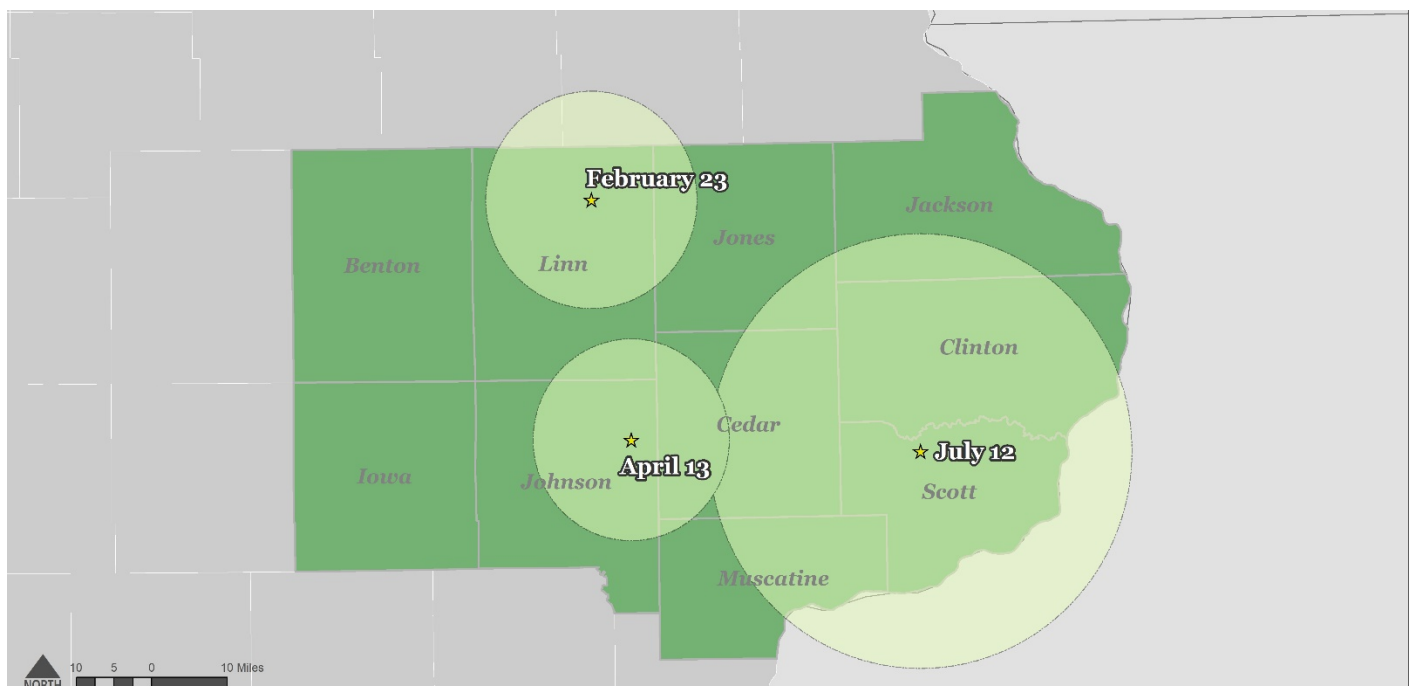 February 23
Jackson
Jones
Benton
Linn
Clinton
Cedar
July 12
April 13
Iowa
Johnson
Scott
Muscatine
10 5 0 10 Miles
NORTH